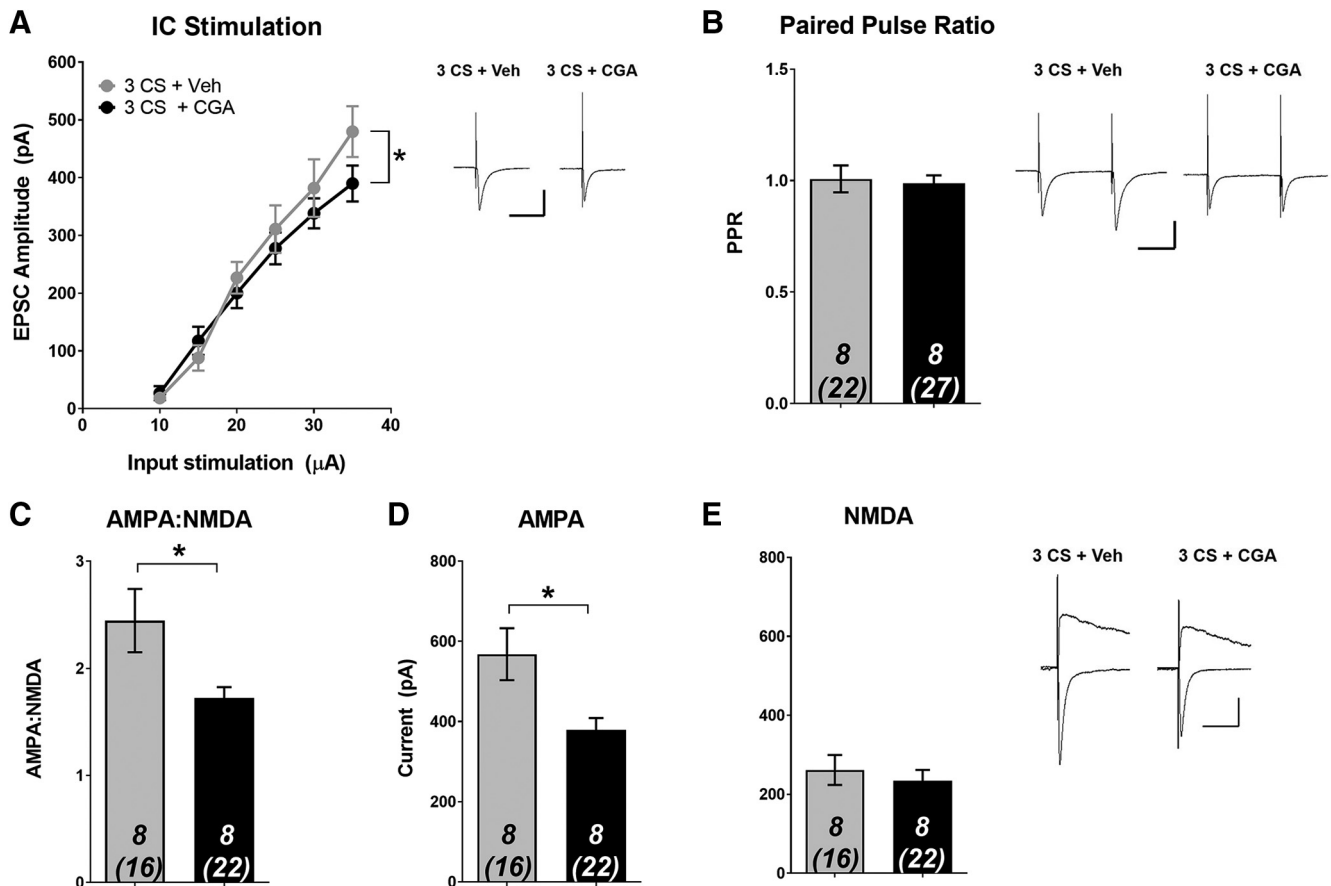 A
IC Stimulation
600
500
400
300
200
100
0
EPSC Amplitude (pA)
3 CS + Veh
3 CS + CGA
*
0
10
20
30
40
Input stimulation (μA)
3 CS + Veh
3 CS + CGA
B
Paired Pulse Ratio
1.5
1.0
0.5
0.0
PPR
8
(22)
8
(27)
3 CS + Veh
3 CS + CGA
C
AMPA:NMDA
3
2
1
0
AMPA:NMDA
*
8
(16)
8
(22)
D
AMPA
800
600
400
200
0
Current (pA)
*
8
(16)
8
(22)
E
NMDA
800
600
400
200
0
8
(16)
8
(22)
3 CS + Veh
3 CS + CGA